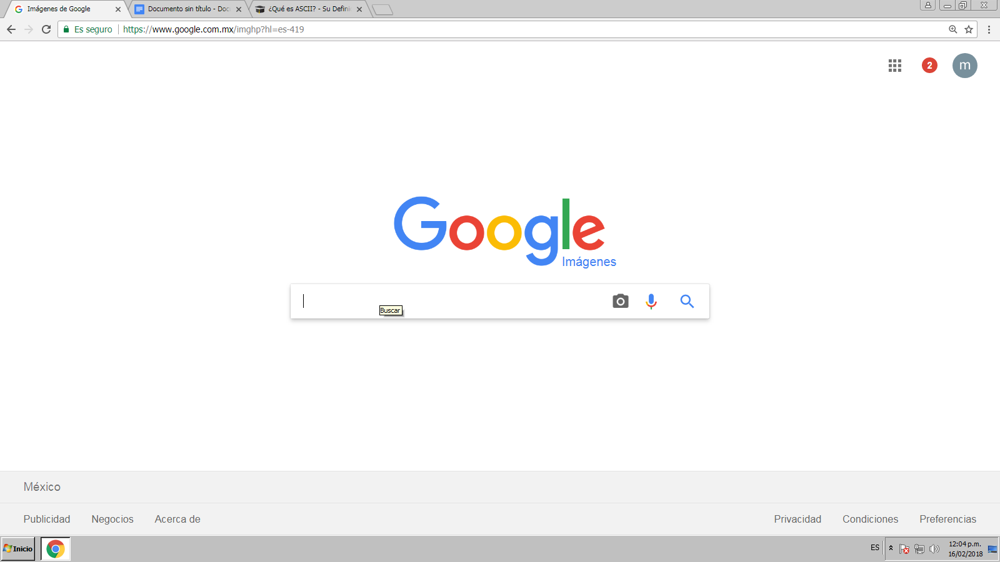 Imágenes de Google
Documento sin título - Doc
¿Qué es ASCII? - Su Defini
Es seguro
https://www.google.com.mx/imghp?hl=es-419
2
m
Google
Imágenes
Buscar
México
Publicidad Negocios Acerca de
Privacidad Condiciones Preferencias
Inicio
ES
12:04 p.m.
16/02/2018